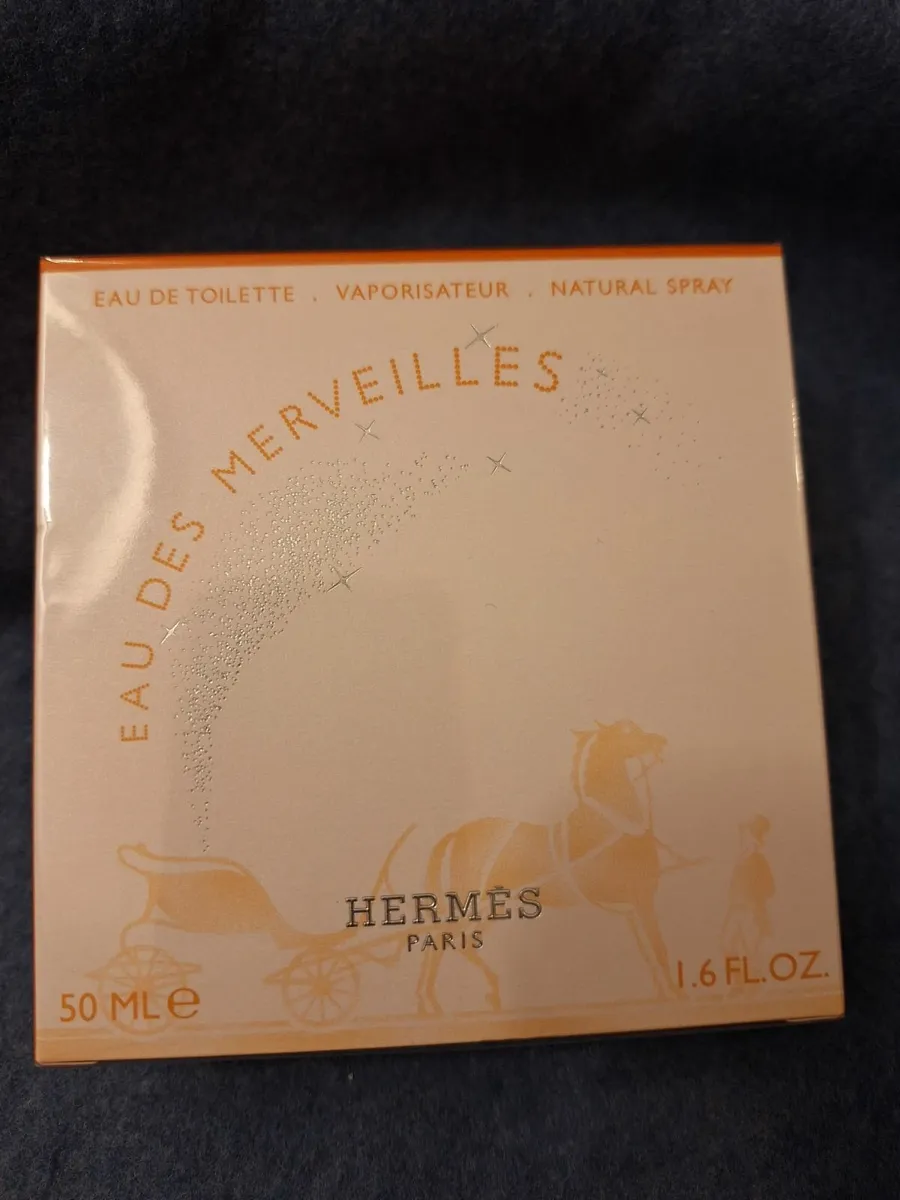 EAU DE TOILETTE . VAPORISATEUR . NATURAL SPRAY
EAU DES MERVEILLES
HERMÈS
PARIS
50 ML e
1.6 FL.OZ.